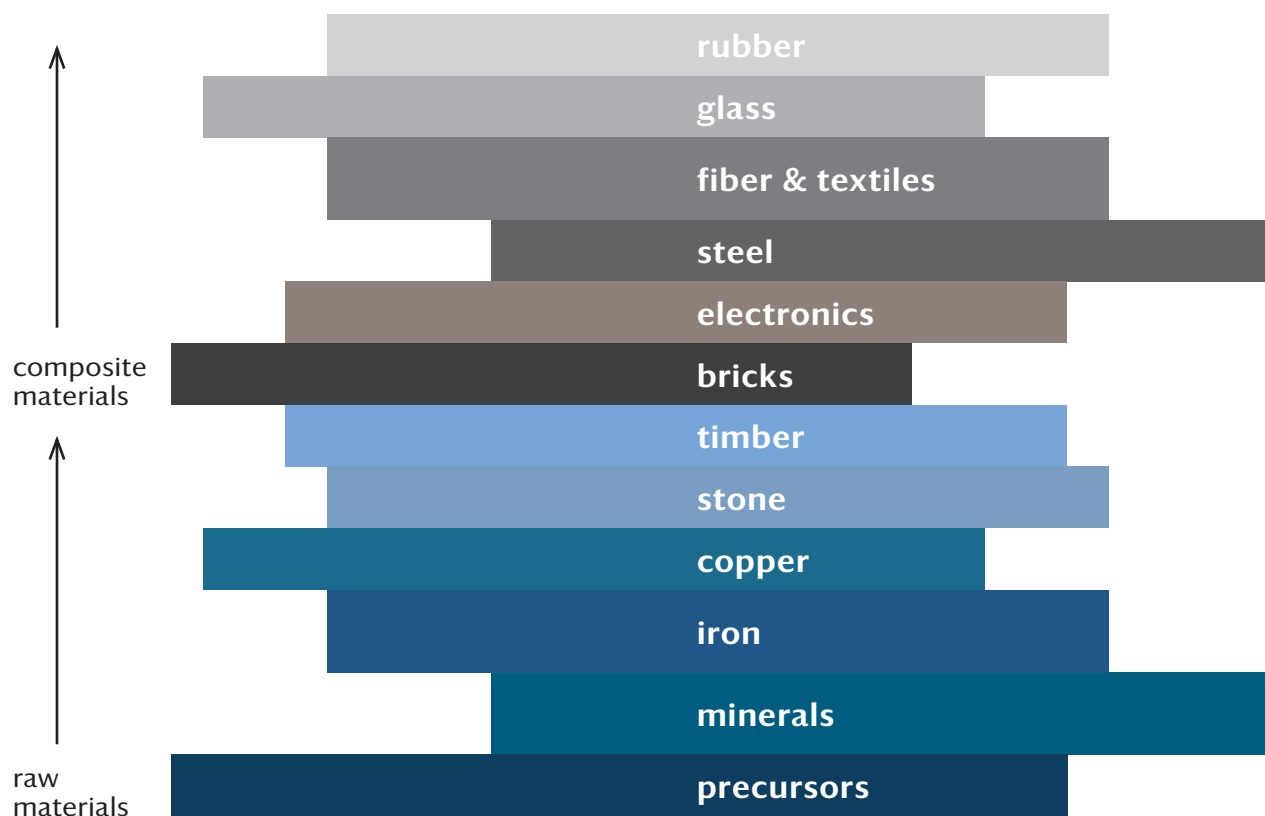 rubber
glass
fiber & textiles
steel
electronics
composite
materials
bricks
timber
stone
copper
iron
minerals
precursors
raw
materials